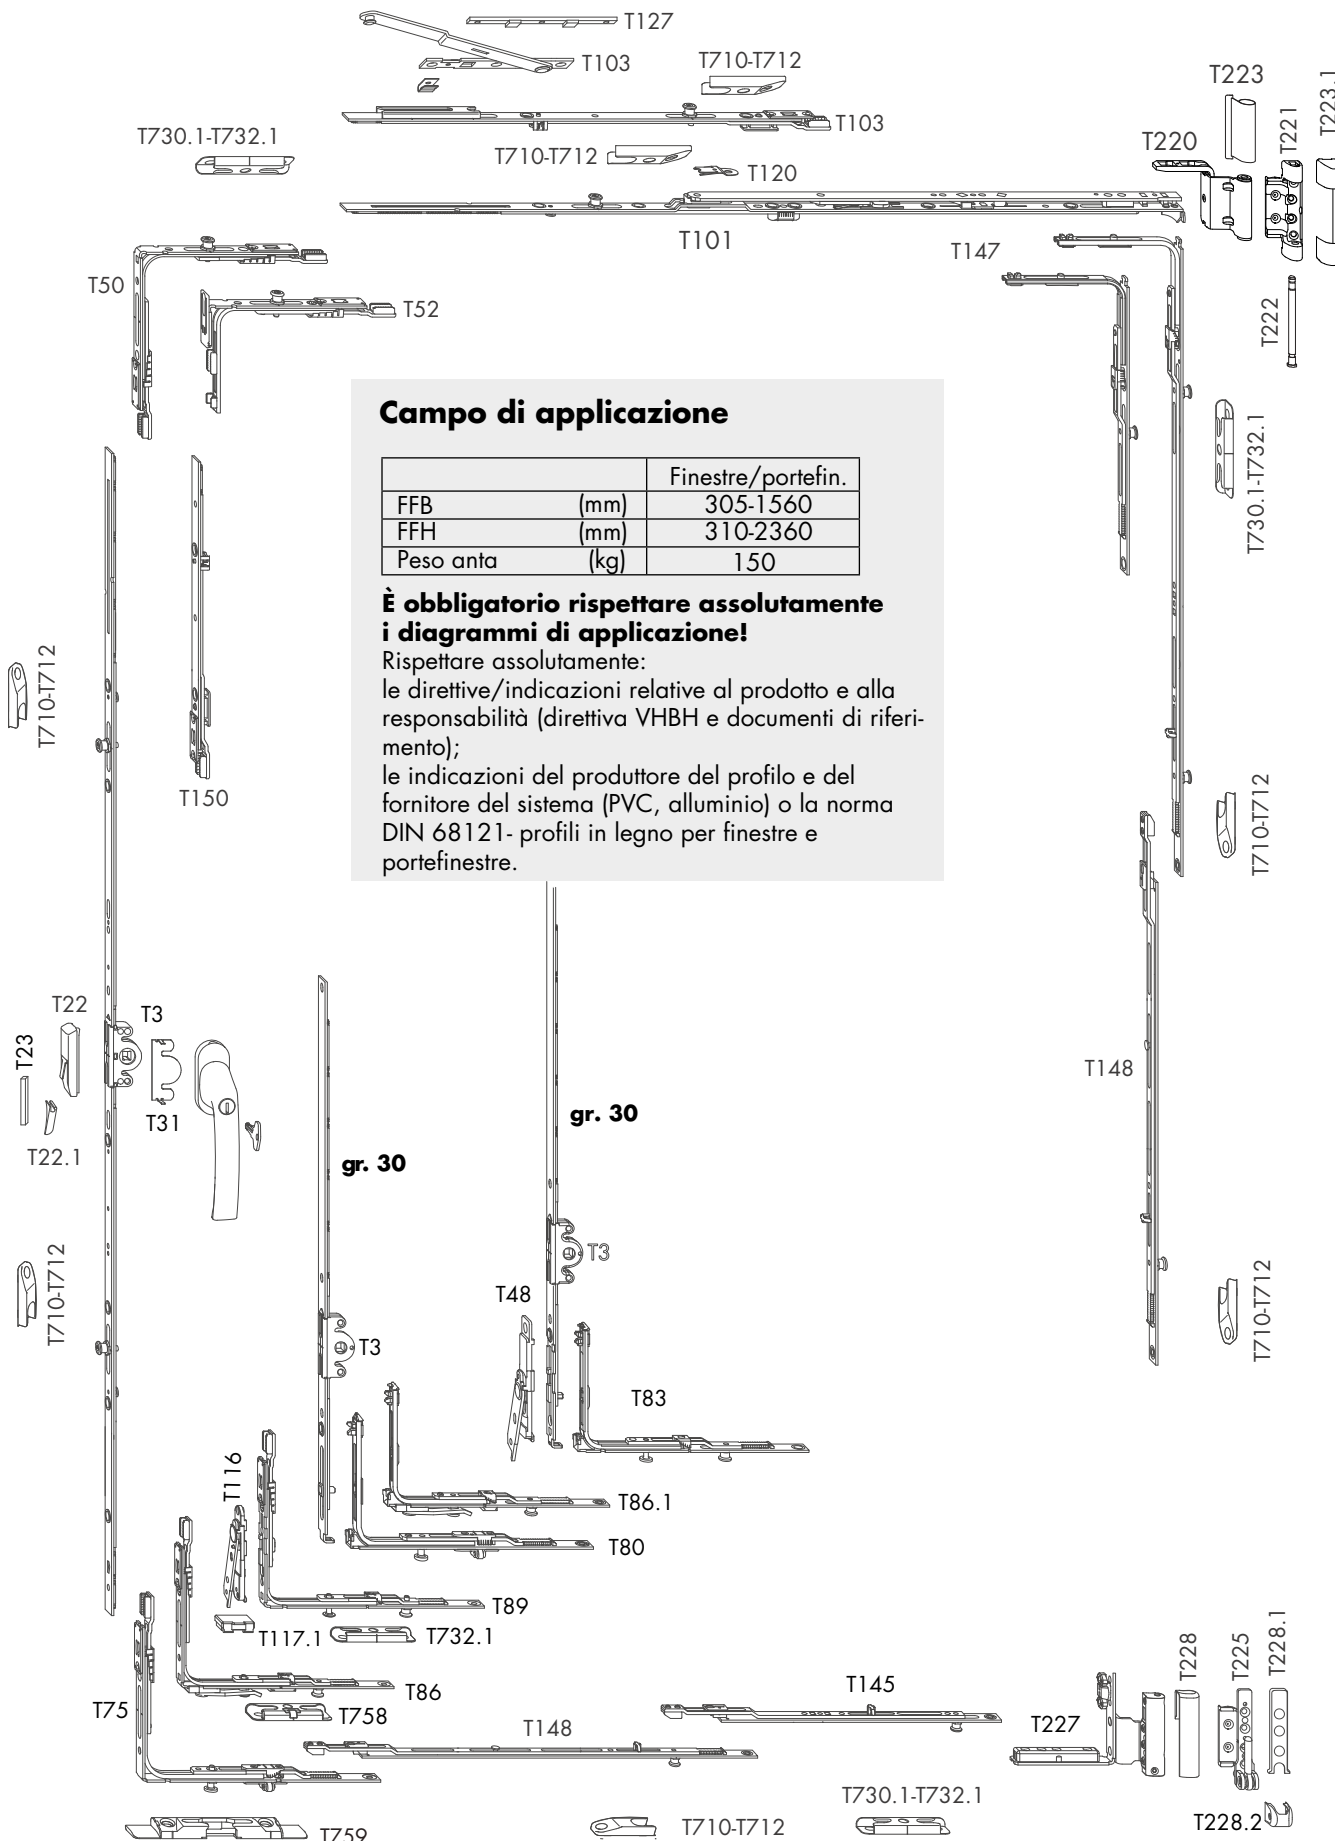 T127
T103
T710-T712
T103
T730.1-T732.1
T710-T712
T120
T223
T221
T223.1
T220
T101
T147
T50
T52
T222
Campo di applicazione
Finestre/portefin.
FFB (mm) 305-1560
FFH (mm) 310-2360
Peso anta (kg) 150
È obbligatorio rispettare assolutamente
i diagrammi di applicazione!
Rispettare assolutamente:
le direttive/indicazioni relative al prodotto e alla
responsabilità (direttiva VHBH e documenti di riferi-
mento);
le indicazioni del produttore del profilo e del
fornitore del sistema (PVC, alluminio) o la norma
DIN 68121- profili in legno per finestre e
portefinestre.
T730.1-T732.1
T710-T712
T150
T710-T712
T22
T3
T23
T31
T22.1
T148
gr. 30
gr. 30
T3
T710-T712
T48
T3
T710-T712
T83
T116
T86.1
T80
T89
T117.1
T732.1
T86
T75
T758
T148
T145
T227
T228
T225
T228.1
T730.1-T732.1
T228.2
T710-T712
T759